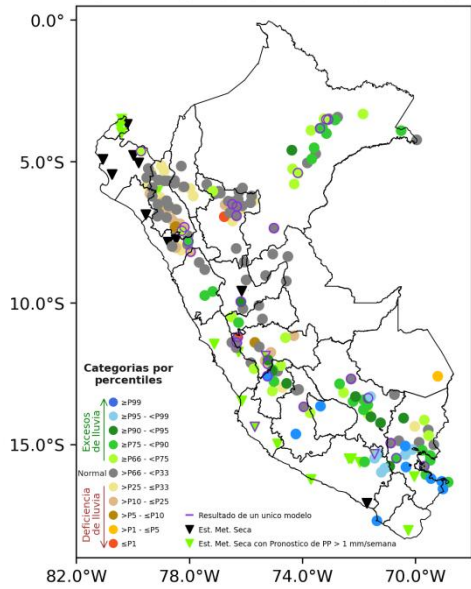 0.0°
5.0°S
10.0°S
15.0°S
Categorias por
percentiles
Excesos
de lluvia
Normal
Deficiencia
de lluvia
≥P99
≥P95 - <P99
≥P90 - <P95
≥P75 - <P90
≥P66 - <P75
>P66 - <P33
>P25 - ≤P33
>P10 - ≤P25
>P5 - ≤P10
>P1 - ≤P5
≤P1
Resultado de un unico modelo
Est. Met. Seca
Est. Met. Seca con Pronostico de PP > 1 mm/semana
82.0°W 78.0°W 74.0°W 70.0°W